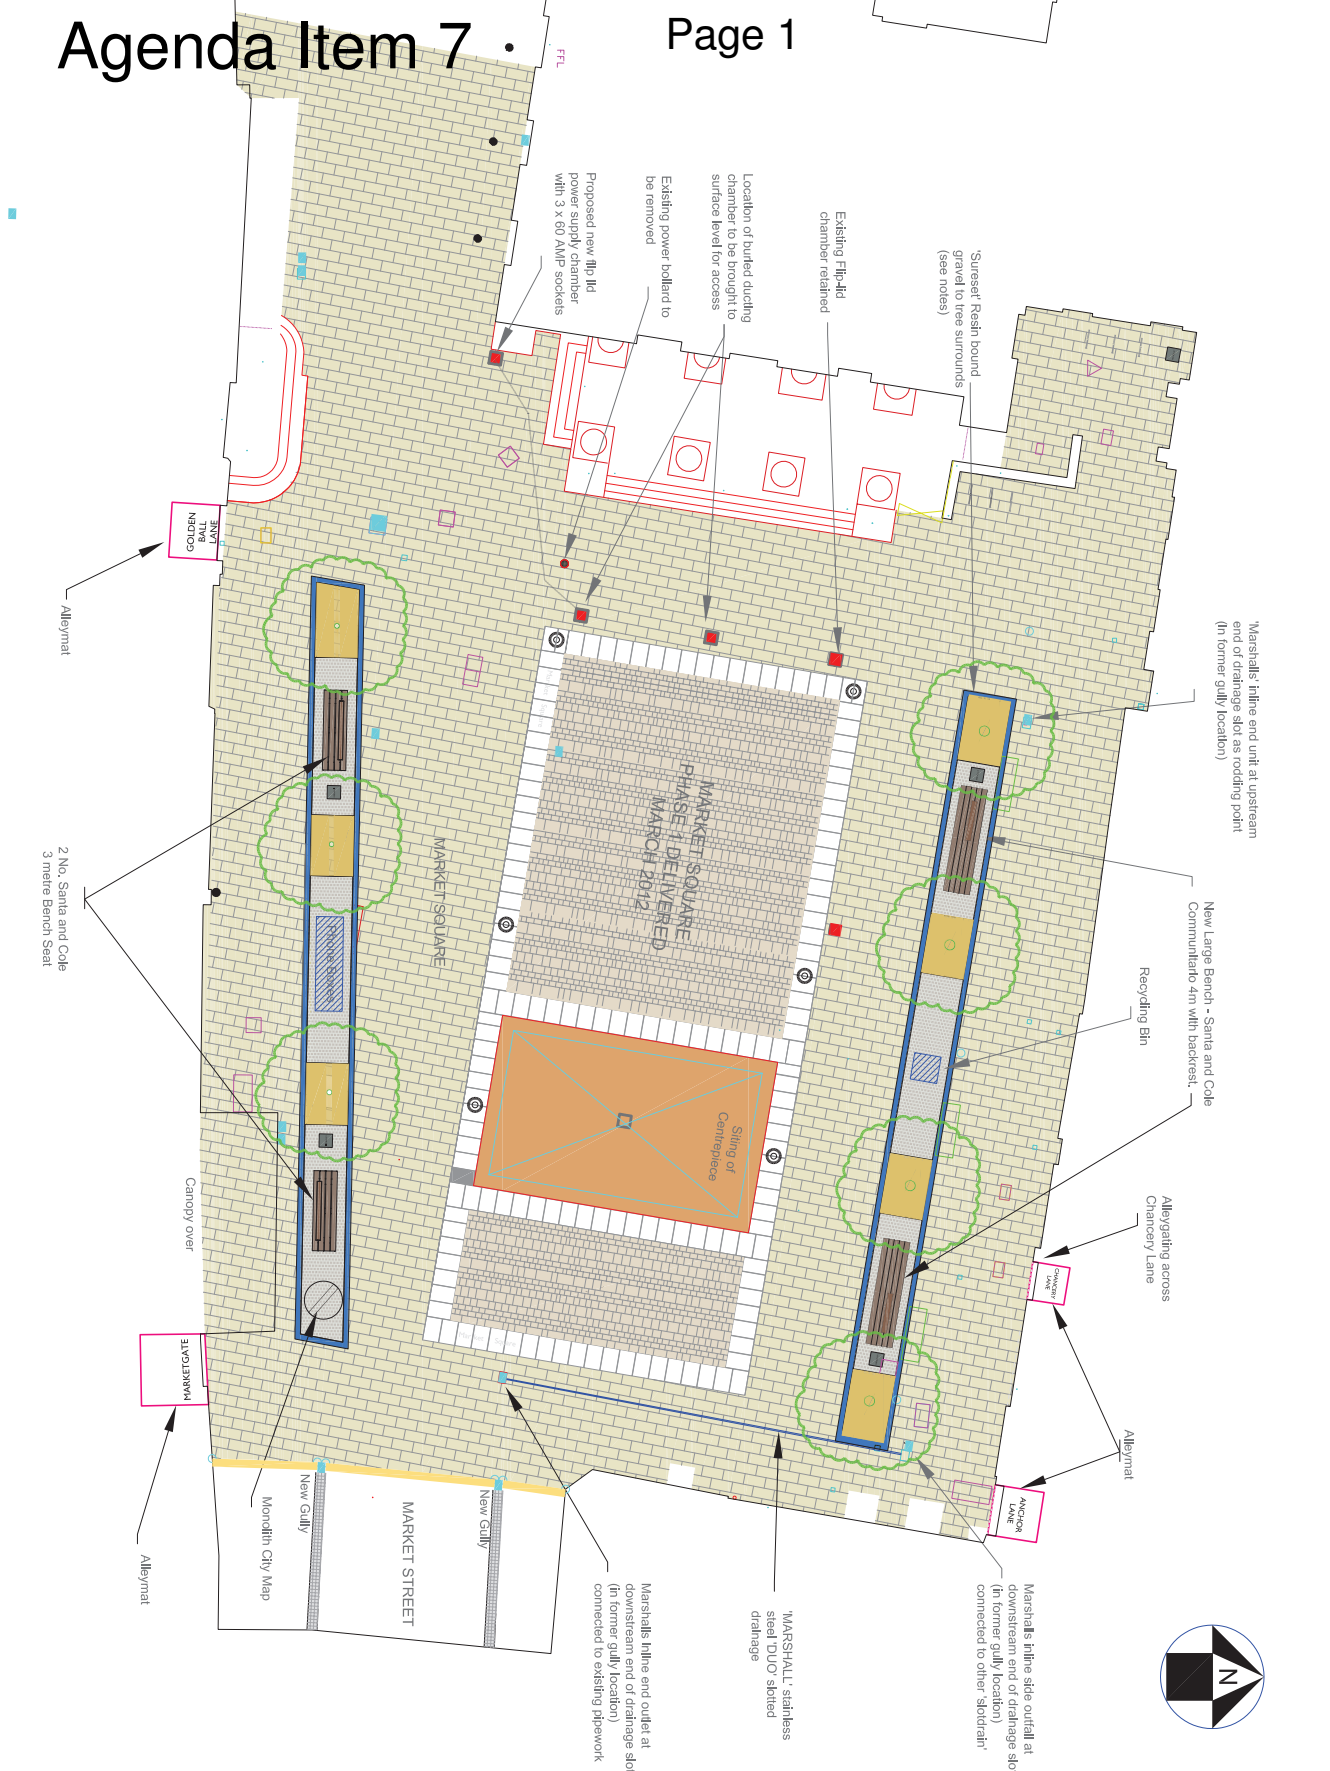 Agenda Item 7
Page 1
FFL
Proposed new flip lid
power supply chamber
with 3 x 60 AMP sockets
Existing power bollard to
be removed
Location of buried ducting
chamber to be brought to
surface level for access
Existing Flip-lid
chamber retained
'Sureset' Resin bound
gravel to tree surrounds
(see notes)
'Marshalls' inline end unit at upstream
end of drainage slot as rodding point
(In former gully location)
GOLDEN
BALL
LANE
Alleymat
2 No. Santa and Cole
3 metre Bench Seat
MARKET SQUARE
MARKET SQUARE
PHASE 1 DELIVERED
MARCH 2012
Phone Boxes
Market Square
New Large Bench - Santa and Cole
Communitario 4m with backrest.
Recycling Bin
Siting of
Centrepiece
Canopy over
Alleygating across
Chancery Lane
CHANCERY
LANE
Market Square
MARKETGATE
Alleymat
ANCHOR
LANE
Alleymat
Monolith City Map
New Gully
MARKET STREET
New Gully
Marshalls inline end outlet at
downstream end of drainage slot
(in former gully location)
connected to existing pipework
'MARSHALL' stainless
steel 'DUO' slotted
drainage
Marshalls inline side outfall at
downstream end of drainage slo
(in former gully location)
connected to other 'slotdrain'
N